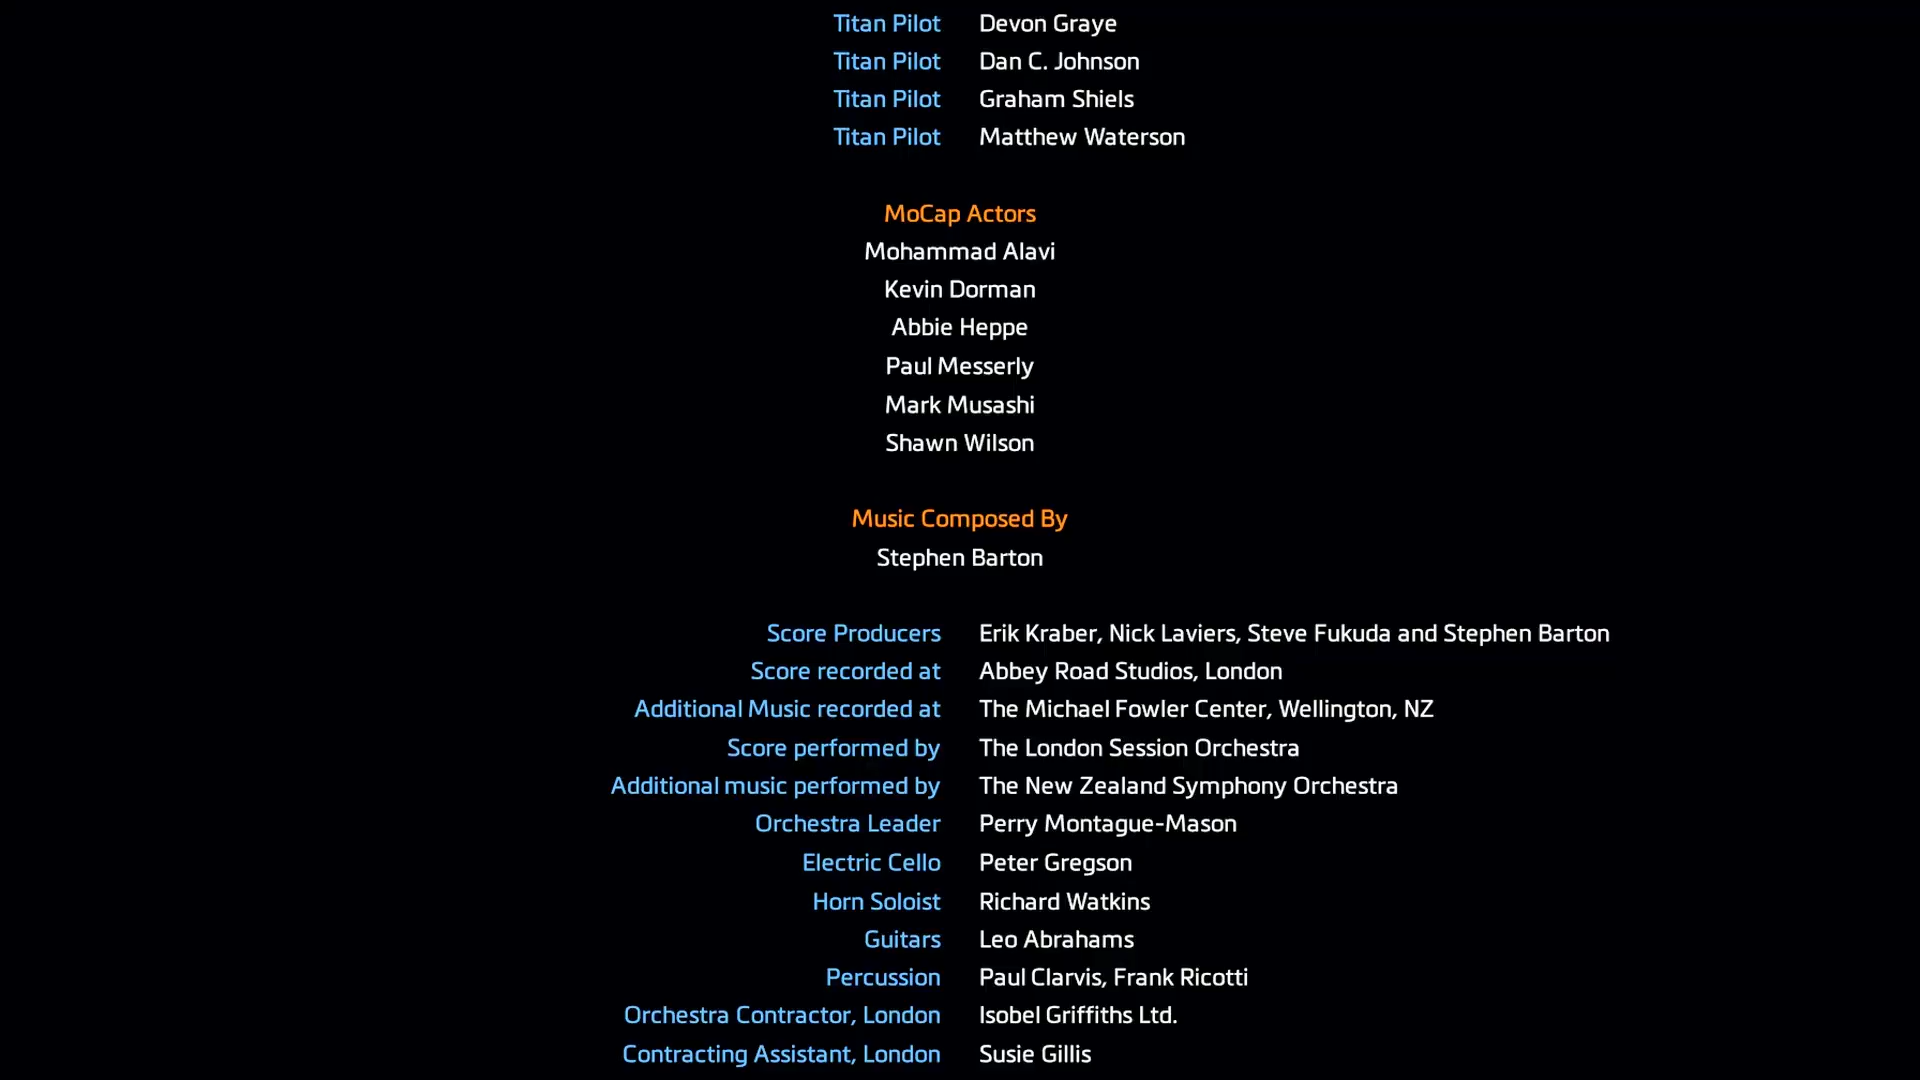 Titan Pilot Devon Graye
Titan Pilot Dan C. Johnson
Titan Pilot Graham Shiels
Titan Pilot Matthew Waterson
MoCap Actors
Mohammad Alavi
Kevin Dorman
Abbie Heppe
Paul Messerly
Mark Musashi
Shawn Wilson
Music Composed By
Stephen Barton
Score Producers Erik Kraber, Nick Laviers, Steve Fukuda and Stephen Barton
Score recorded at Abbey Road Studios, London
Additional Music recorded at The Michael Fowler Center, Wellington, NZ
Score performed by The London Session Orchestra
Additional music performed by The New Zealand Symphony Orchestra
Orchestra Leader Perry Montague-Mason
Electric Cello Peter Gregson
Horn Soloist Richard Watkins
Guitars Leo Abrahams
Percussion Paul Clarvis, Frank Ricotti
Orchestra Contractor, London Isobel Griffiths Ltd.
Contracting Assistant, London Susie Gillis